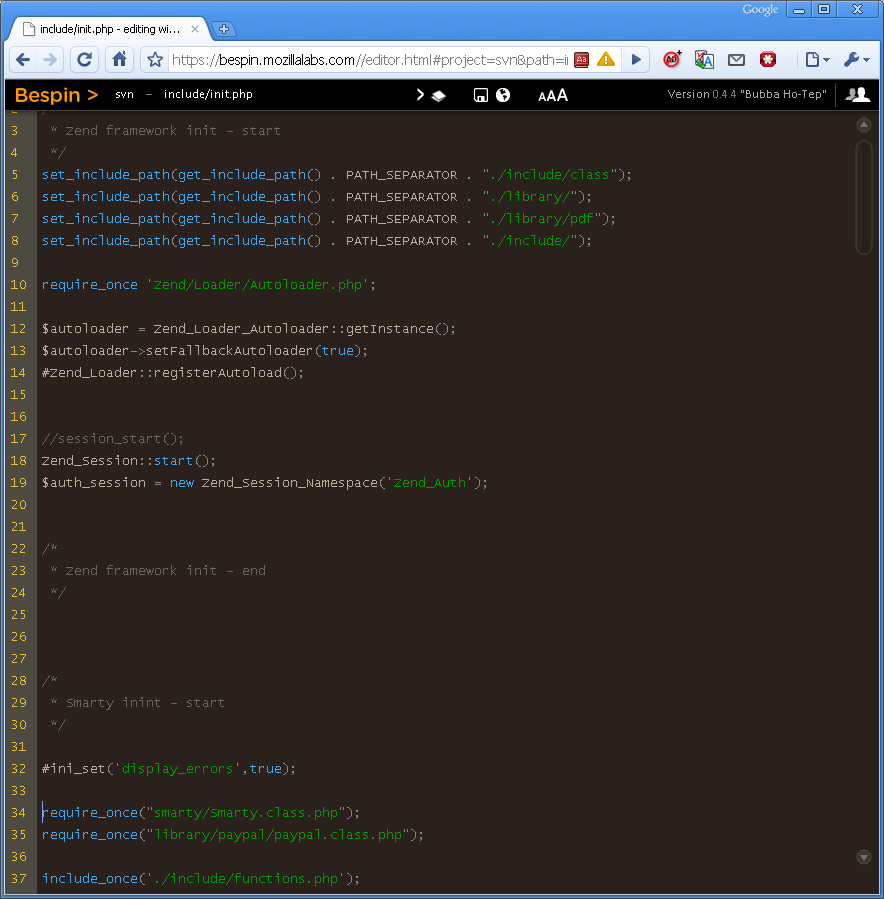 Google
include/init.php - editing wi...
https://bespin.mozillalabs.com//editor.html#project=svn&path=i
Bespin > svn – include/init.php AAA Version 0.4.4 "Bubba Ho-Tep"
3 * Zend framework init - start
4 */
5 set_include_path(get_include_path() . PATH_SEPARATOR . "./include/class");
6 set_include_path(get_include_path() . PATH_SEPARATOR . "./library/");
7 set_include_path(get_include_path() . PATH_SEPARATOR . "./library/pdf");
8 set_include_path(get_include_path() . PATH_SEPARATOR . "./include/");
9
10 require_once 'Zend/Loader/Autoloader.php';
11
12 $autoloader = Zend_Loader_Autoloader::getInstance();
13 $autoloader->setFallbackAutoloader(true);
14 #Zend_Loader::registerAutoload();
15
16
17 //session_start();
18 Zend_Session::start();
19 $auth_session = new Zend_Session_Namespace('Zend_Auth');
20
21
22 /*
23 * Zend framework init - end
24 */
25
26
27
28 /*
29 * Smarty inint - start
30 */
31
32 #ini_set('display_errors',true);
33
34 require_once("smarty/Smarty.class.php");
35 require_once("library/paypal/paypal.class.php");
36
37 include_once('./include/functions.php');